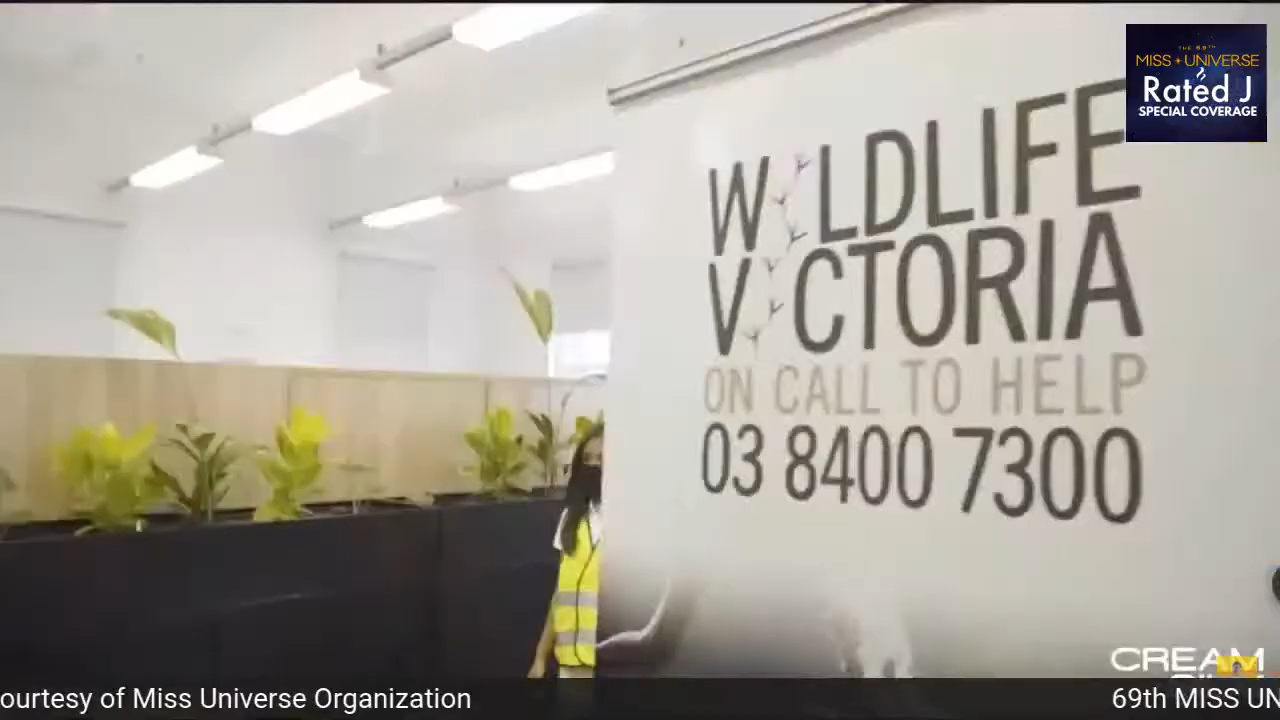 THE 69TH
MISS UNIVERSE
Rated J
SPECIAL COVERAGE
WILDLIFE
VICTORIA
ON CALL TO HELP
03 8400 7300
CREAM
ourtesy of Miss Universe Organization
69th MISS UN